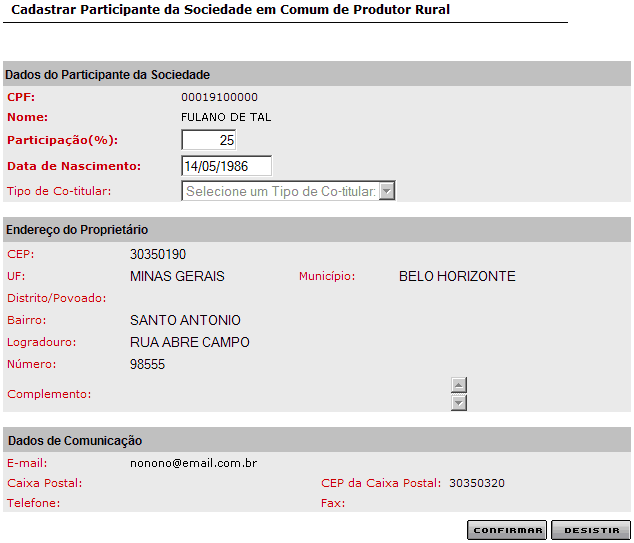 Cadastrar Participante da Sociedade em Comum de Produtor Rural
Dados do Participante da Sociedade
CPF: 00019100000
Nome: FULANO DE TAL
Participação(%): 25
Data de Nascimento: 14/05/1986
Tipo de Co-titular: Selecione um Tipo de Co-titular:
Endereço do Proprietário
CEP: 30350190
UF: MINAS GERAIS Município: BELO HORIZONTE
Distrito/Povoado:
Bairro: SANTO ANTONIO
Logradouro: RUA ABRE CAMPO
Número: 98555
Complemento:
Dados de Comunicação
E-mail: nonono@email.com.br
Caixa Postal: CEP da Caixa Postal: 30350320
Telefone: Fax:
CONFIRMAR DESISTIR